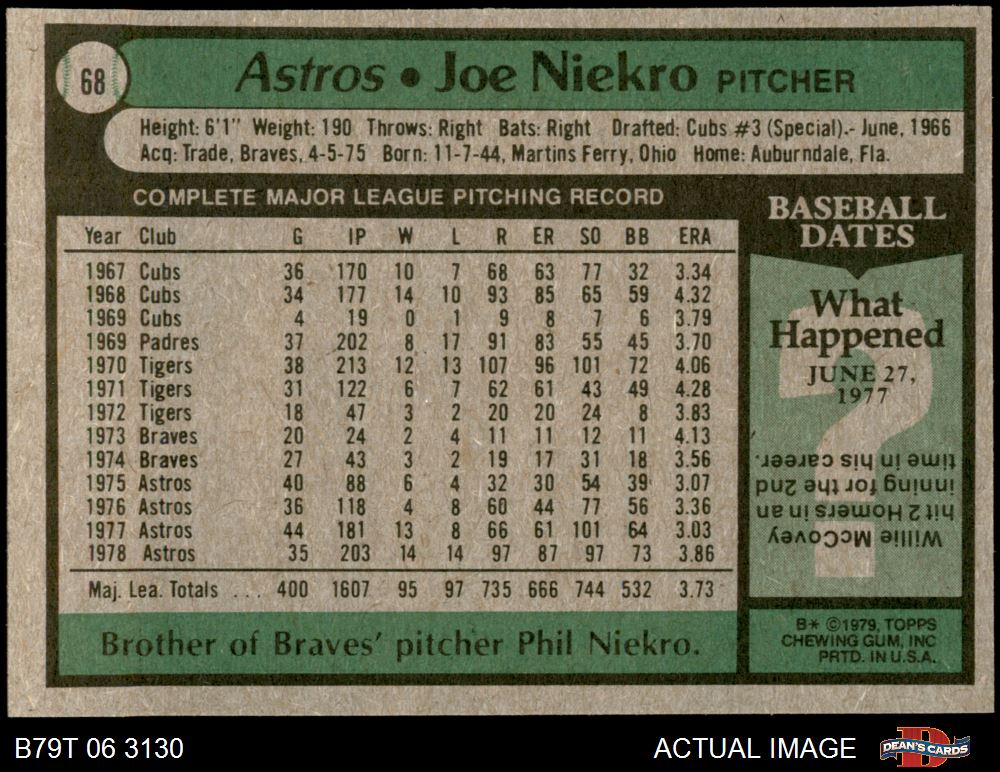 68
Astros • Joe Niekro PITCHER
Height: 6'1" Weight: 190 Throws: Right Bats: Right Drafted: Cubs #3 (Special).- June, 1966
Acq: Trade, Braves, 4-5-75 Born: 11-7-44, Martins Ferry, Ohio Home: Auburndale, Fla.
COMPLETE MAJOR LEAGUE PITCHING RECORD
Year Club G IP W L R ER SO BB ERA
1967 Cubs 36 170 10 7 68 63 77 32 3.34
1968 Cubs 34 177 14 10 93 85 65 59 4.32
1969 Cubs 4 19 0 1 9 8 7 6 3.79
1969 Padres 37 202 8 17 91 83 55 45 3.70
1970 Tigers 38 213 12 13 107 96 101 72 4.06
1971 Tigers 31 122 6 7 62 61 43 49 4.28
1972 Tigers 18 47 3 2 20 20 24 8 3.83
1973 Braves 20 24 2 4 11 11 12 11 4.13
1974 Braves 27 43 3 2 19 17 31 18 3.56
1975 Astros 40 88 6 4 32 30 54 39 3.07
1976 Astros 36 118 4 8 60 44 77 56 3.36
1977 Astros 44 181 13 8 66 61 101 64 3.03
1978 Astros 35 203 14 14 97 87 97 73 3.86
Maj. Lea. Totals ... 400 1607 95 97 735 666 744 532 3.73
Brother of Braves' pitcher Phil Niekro.
BASEBALL
DATES
What
Happened
JUNE 27,
1977
?
Willie McCovey
hit 2 Homers in an
inning for the 2nd
time in his career.
B* ©1979, TOPPS
CHEWING GUM, INC
PRTD. IN U.S.A.
B79T 06 3130
ACTUAL IMAGE
D
DEAN'S CARDS